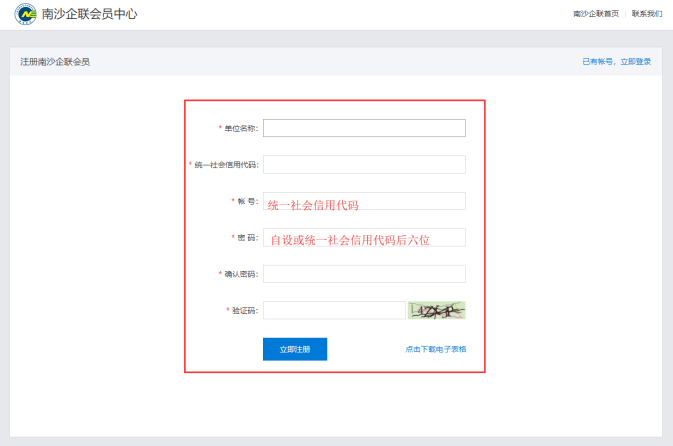 南沙企联会员中心
南沙企联首页 | 联系我们
注册南沙企联会员
已有帐号，立即登录
* 单位名称：
* 统一社会信用代码：
* 帐 号： 统一社会信用代码
* 密 码： 自设或统一社会信用代码后六位
* 确认密码：
* 验证码：
立即注册 点击下载电子表格